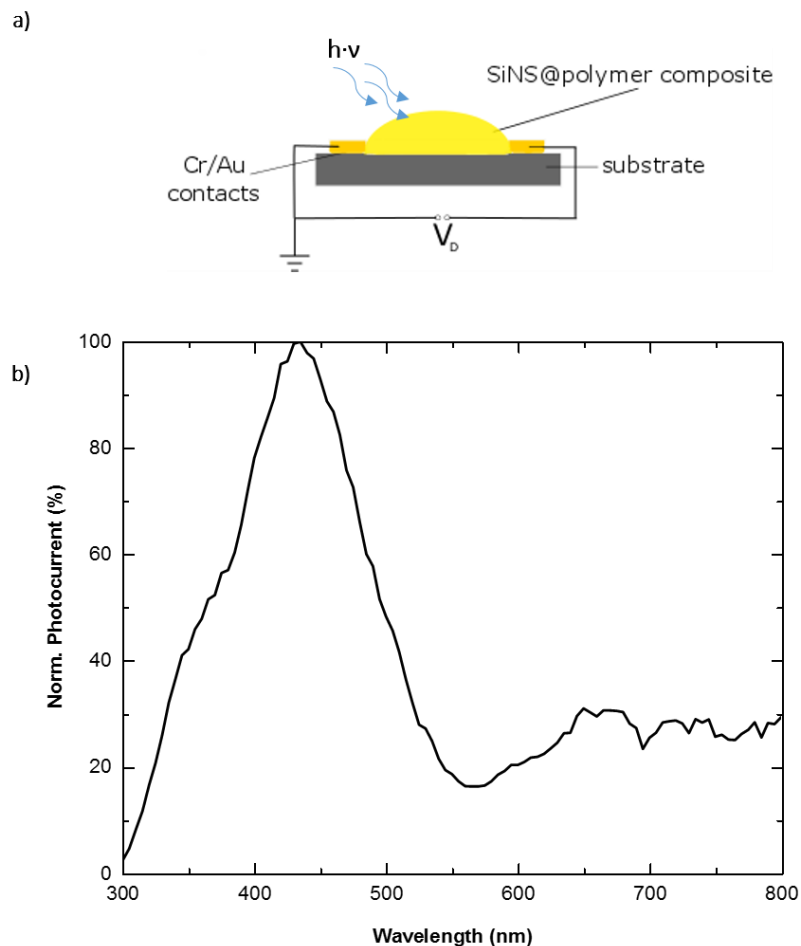 a)
h·ν
SiNS@polymer composite
Cr/Au
contacts
substrate
V_D
b)
Norm. Photocurrent (%)
100
80
60
40
20
0
300 400 500 600 700 800
Wavelength (nm)